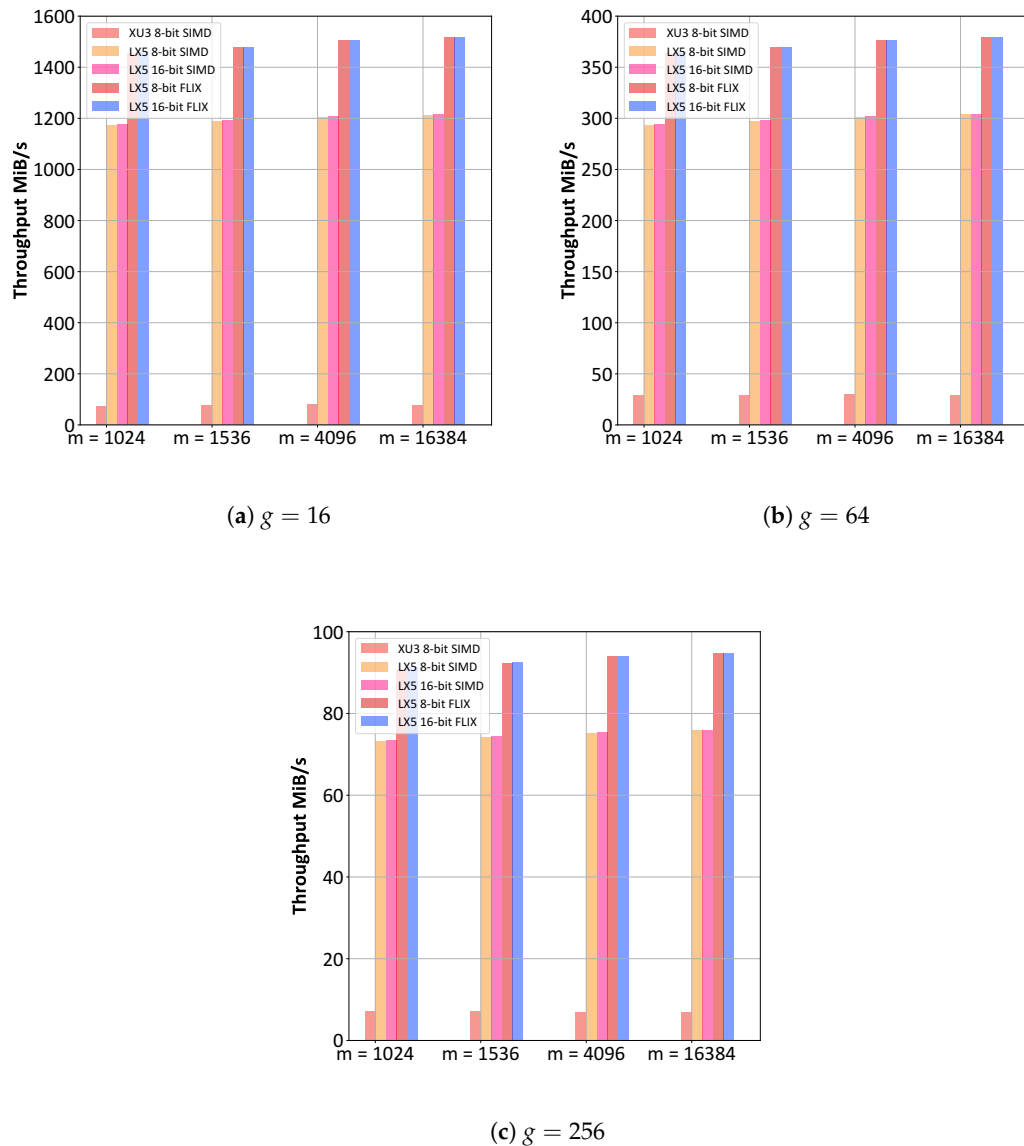 1600
1400
1200
1000
800
600
400
200
0
Throughput MiB/s
XU3 8-bit SIMD
LX5 8-bit SIMD
LX5 16-bit SIMD
LX5 8-bit FLIX
LX5 16-bit FLIX
m = 1024 m = 1536 m = 4096 m = 16384
(a) g = 16
400
350
300
250
200
150
100
50
0
Throughput MiB/s
XU3 8-bit SIMD
LX5 8-bit SIMD
LX5 16-bit SIMD
LX5 8-bit FLIX
LX5 16-bit FLIX
m = 1024 m = 1536 m = 4096 m = 16384
(b) g = 64
100
80
60
40
20
0
Throughput MiB/s
XU3 8-bit SIMD
LX5 8-bit SIMD
LX5 16-bit SIMD
LX5 8-bit FLIX
LX5 16-bit FLIX
m = 1024 m = 1536 m = 4096 m = 16384
(c) g = 256